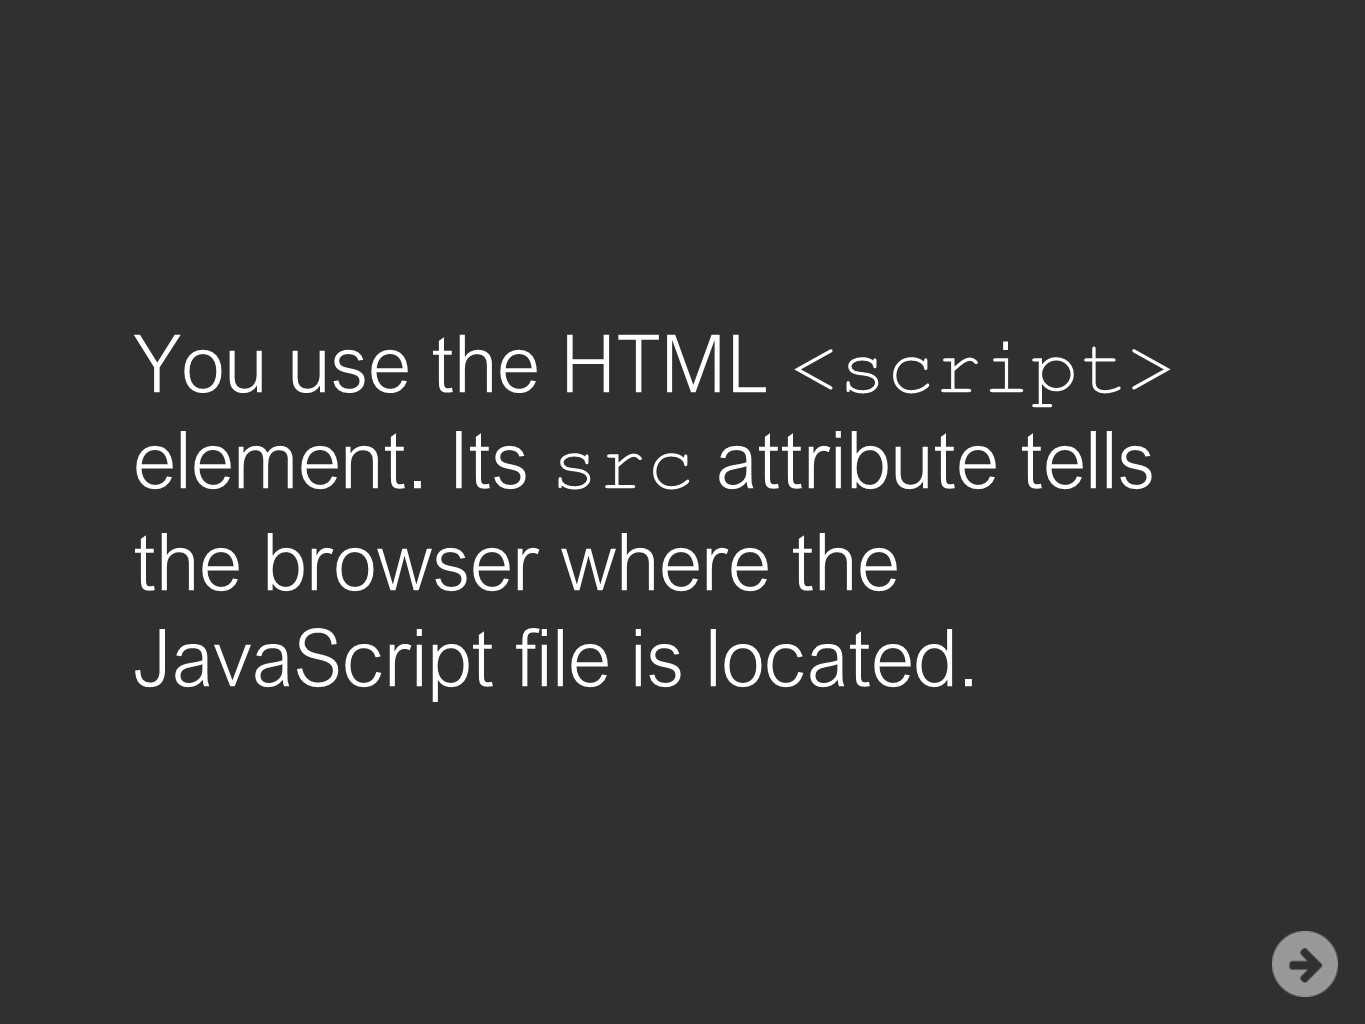 You use the HTML <script>
element. Its src attribute tells
the browser where the
JavaScript file is located.